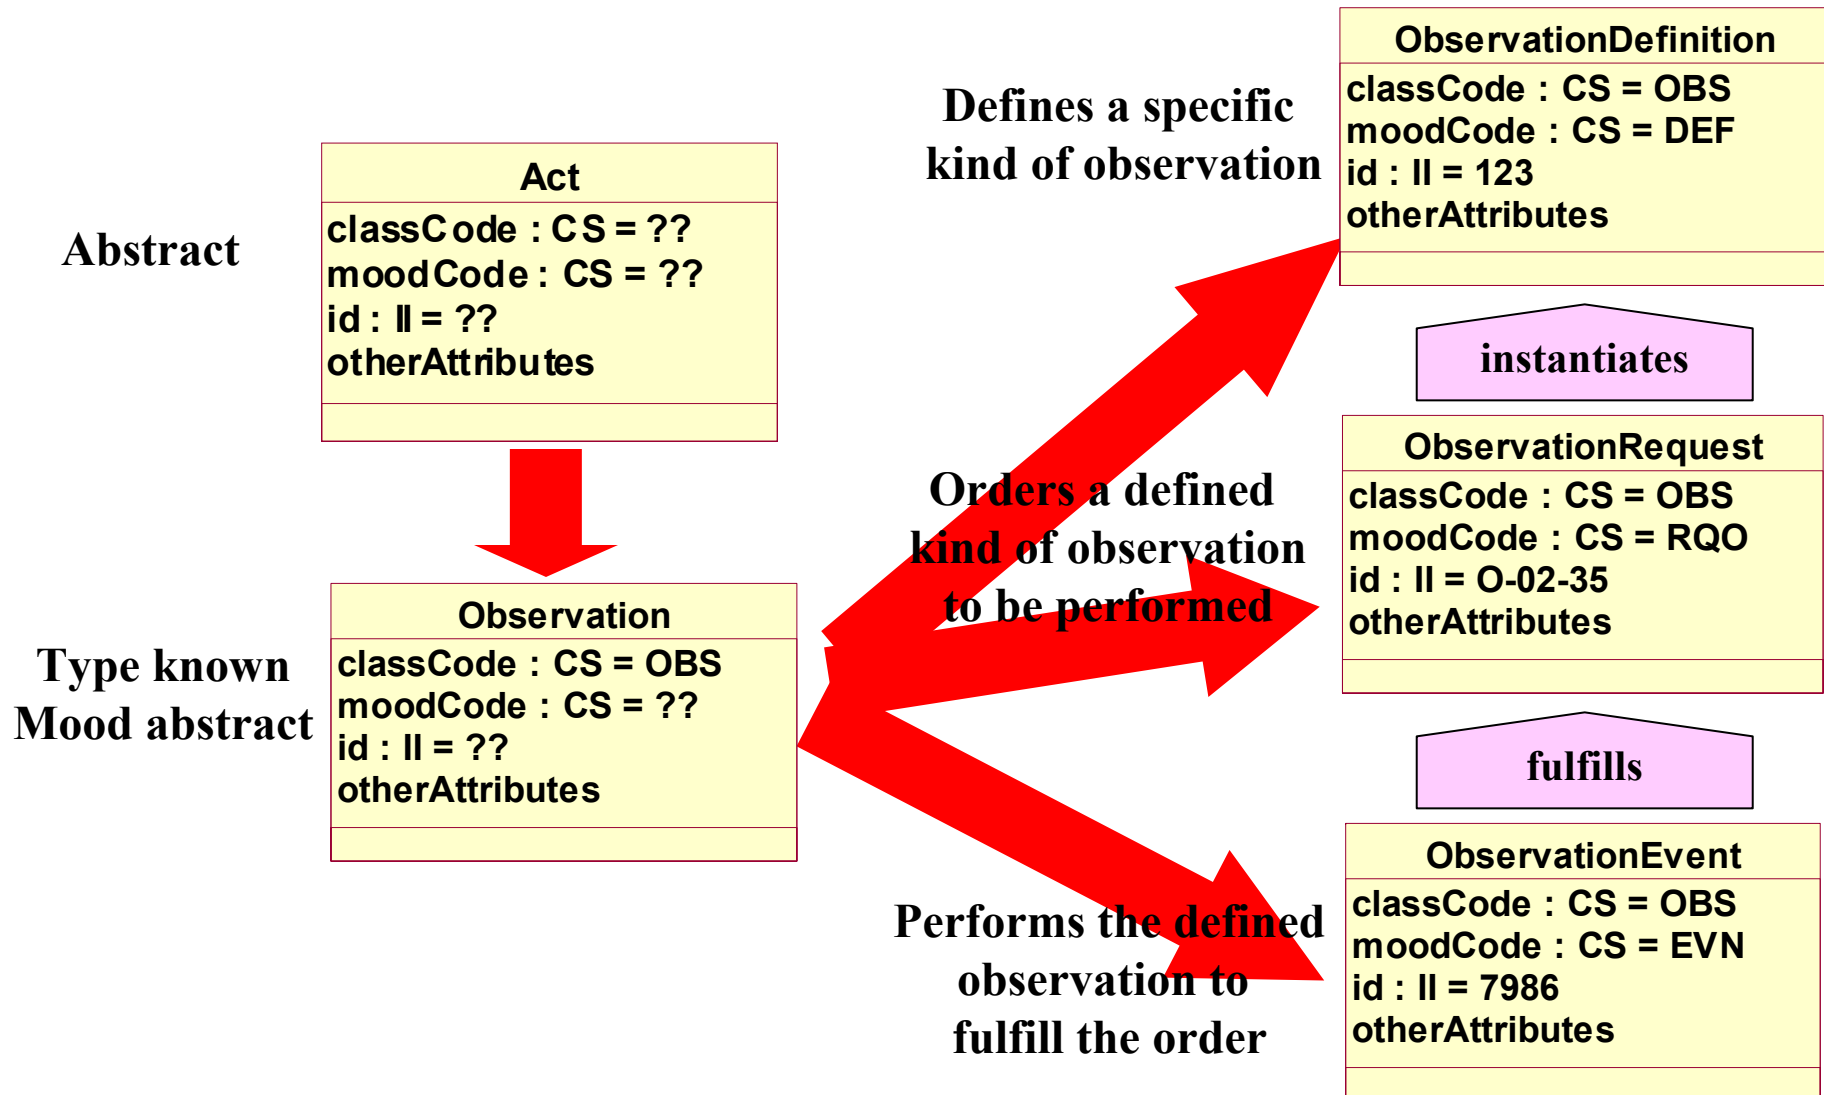 Abstract
Act
classCode : CS = ??
moodCode : CS = ??
id : II = ??
otherAttributes
Type known
Mood abstract
Observation
classCode : CS = OBS
moodCode : CS = ??
id : II = ??
otherAttributes
Defines a specific
kind of observation
Orders a defined
kind of observation
to be performed
Performs the defined
observation to
fulfill the order
ObservationDefinition
classCode : CS = OBS
moodCode : CS = DEF
id : II = 123
otherAttributes
instantiates
ObservationRequest
classCode : CS = OBS
moodCode : CS = RQO
id : II = O-02-35
otherAttributes
fulfills
ObservationEvent
classCode : CS = OBS
moodCode : CS = EVN
id : II = 7986
otherAttributes